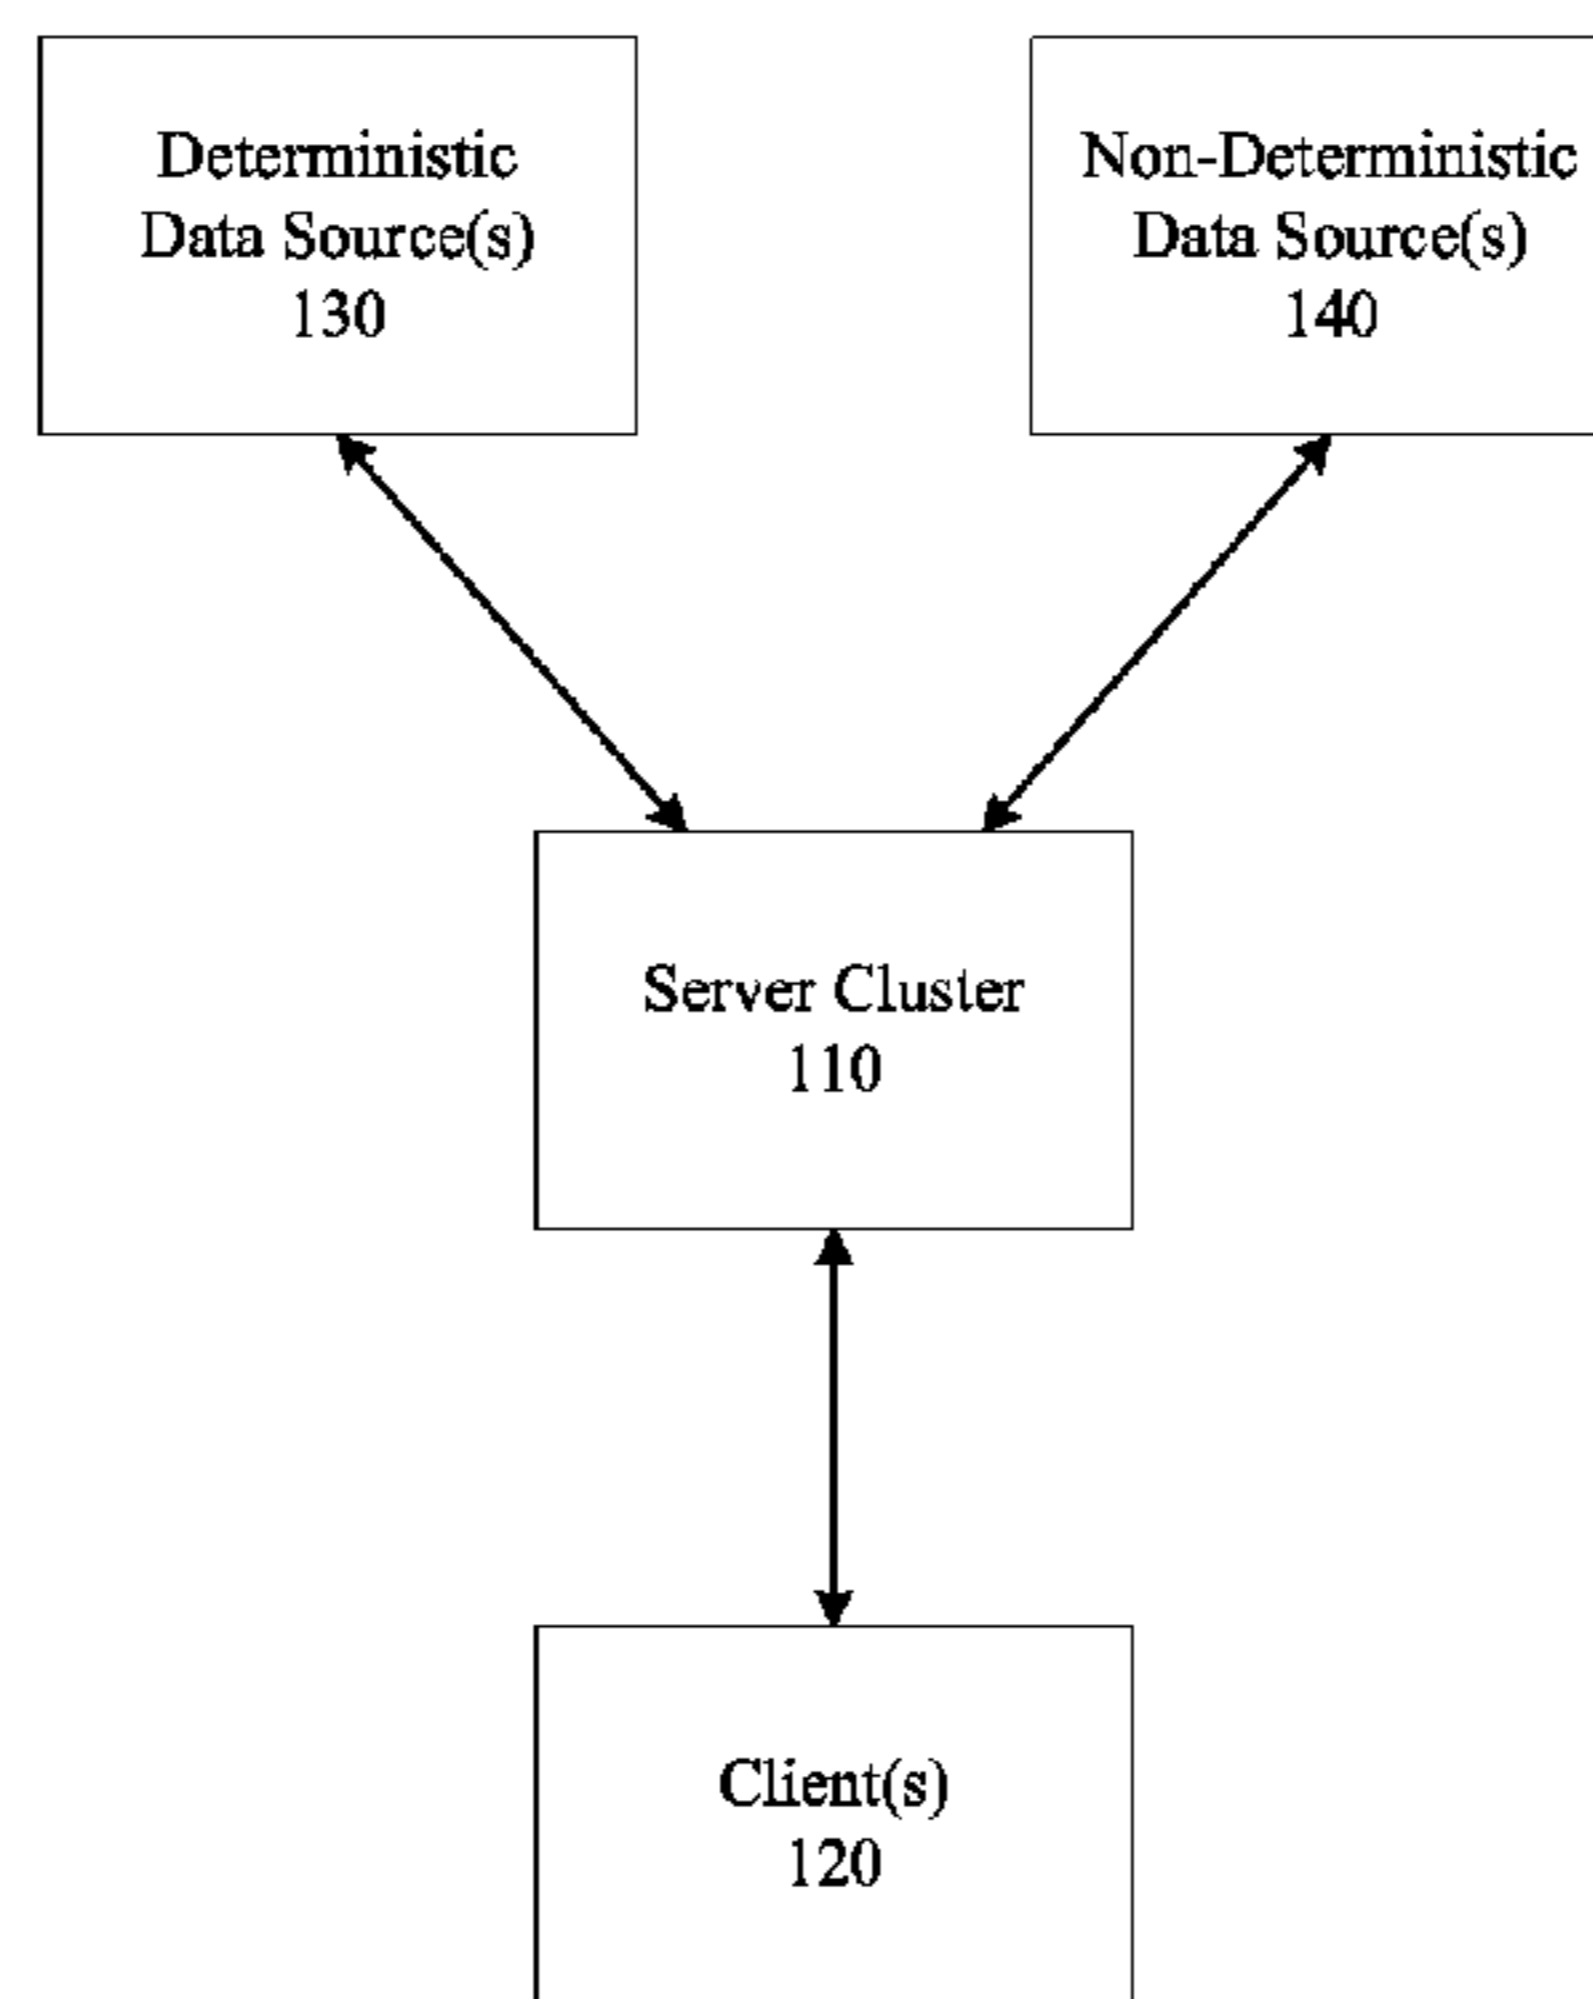 Deterministic
Data Source(s)
130
Non-Deterministic
Data Source(s)
140
Server Cluster
110
Client(s)
120